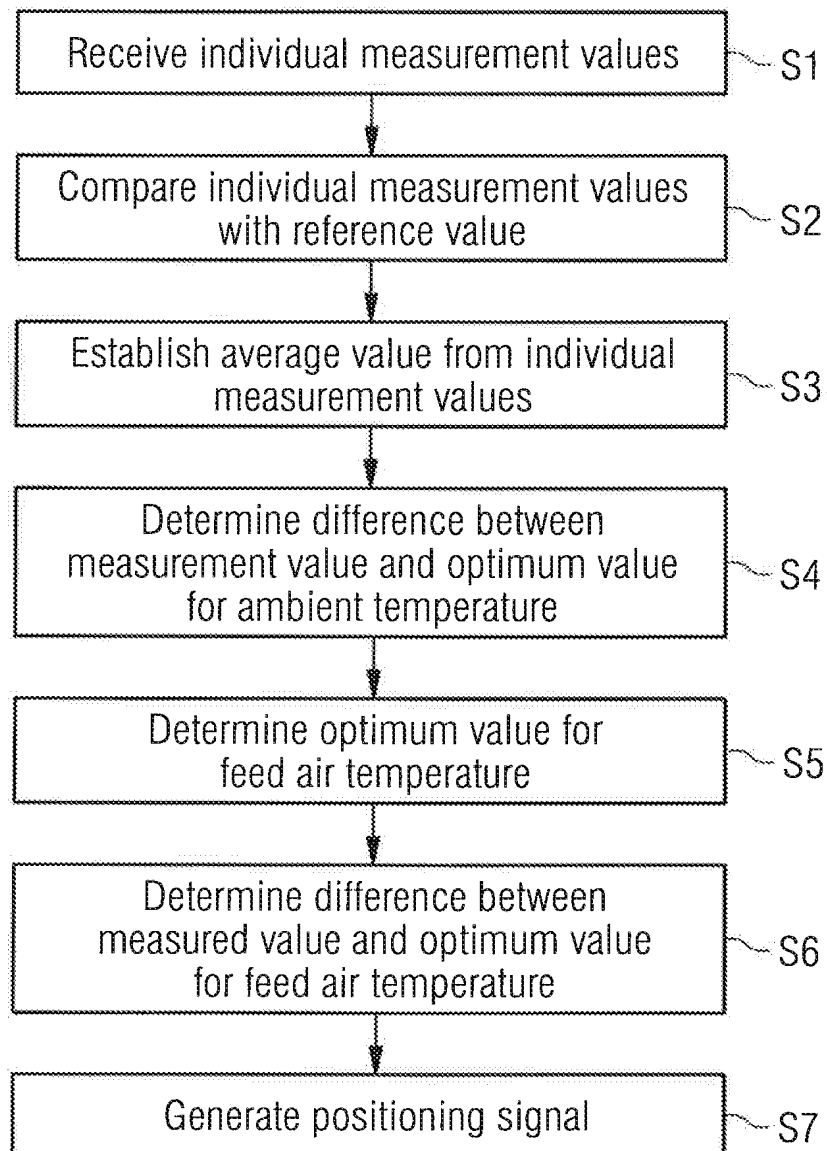 Receive individual measurement values
S1
Compare individual measurement values
with reference value
S2
Establish average value from individual
measurement values
S3
Determine difference between
measurement value and optimum value
for ambient temperature
S4
Determine optimum value for
feed air temperature
S5
Determine difference between
measured value and optimum value
for feed air temperature
S6
Generate positioning signal
S7